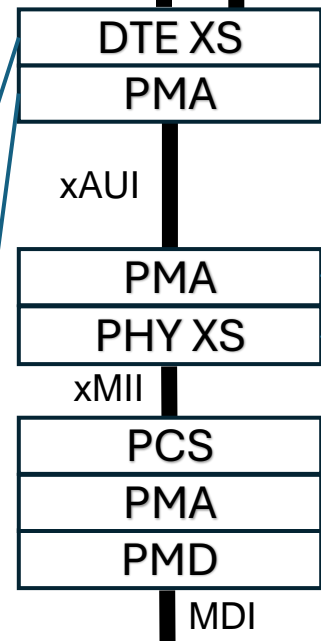 DTE XS
PMA
xAUI
PMA
PHY XS
xMII
PCS
PMA
PMD
MDI